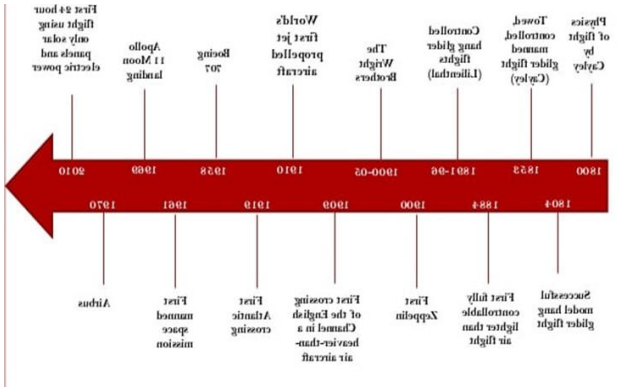 Physics
of flight
by
Cayley
Towed,
controlled,
manned
glider flight
(Cayley)
Controlled
hang glider
flights
(Lilienthal)
The
Wright
Brothers
World's
first jet
propelled
aircraft
Boeing
707
Apollo
11 Moon
landing
First 24 hour
flight using
only solar
panels and
electric power
1800
1853
1891-96
1900-05
1910
1958
1969
2010
1804
1884
1900
1909
1919
1961
1970
Successful
model hang
glider flight
First fully
controllable
lighter than
air flight
First
Zeppelin
First crossing
of the English
Channel in a
heavier-than-
air aircraft
First
Atlantic
crossing
First
manned
space
mission
Airbus